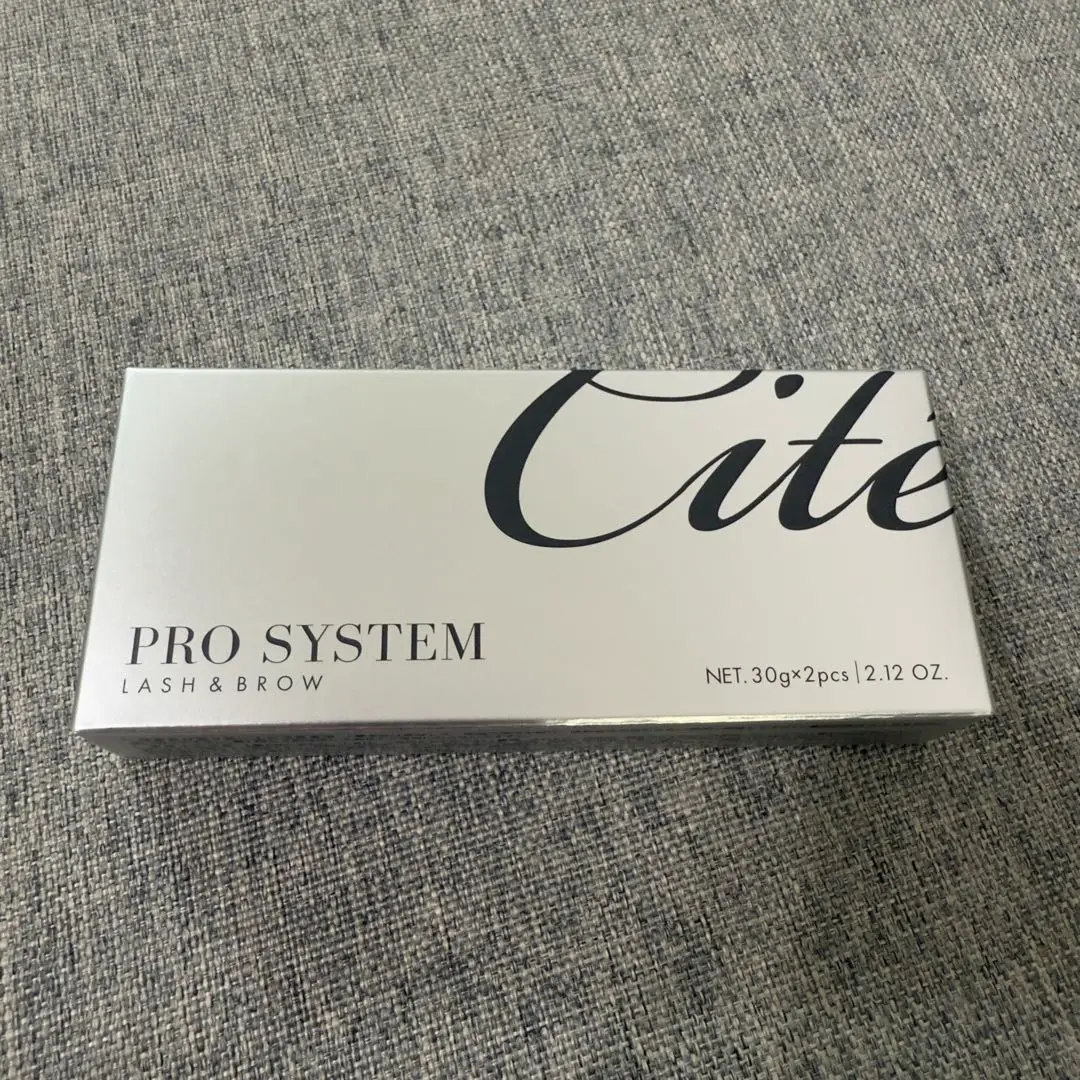 Cité
PRO SYSTEM
LASH & BROW
NET. 30g×2pcs | 2.12 OZ.